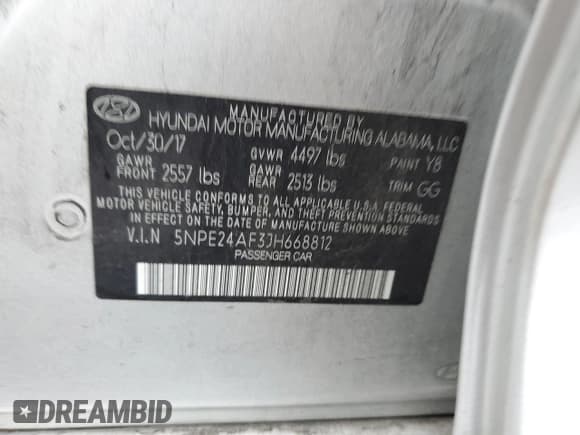 MANUFACTURED BY
HYUNDAI MOTOR MANUFACTURING ALABAMA, LLC
Oct/30/17 GVWR 4497 lbs PAINT Y8
GAWR FRONT 2557 lbs GAWR REAR 2513 lbs TRIM GG
THIS VEHICLE CONFORMS TO ALL APPLICABLE U.S.A. FEDERAL
MOTOR VEHICLE SAFETY, BUMPER, AND THEFT PREVENTION STANDARDS
IN EFFECT ON THE DATE OF MANUFACTURE SHOWN ABOVE.
V.I.N 5NPE24AF3JH668812
PASSENGER CAR
DREAMBID